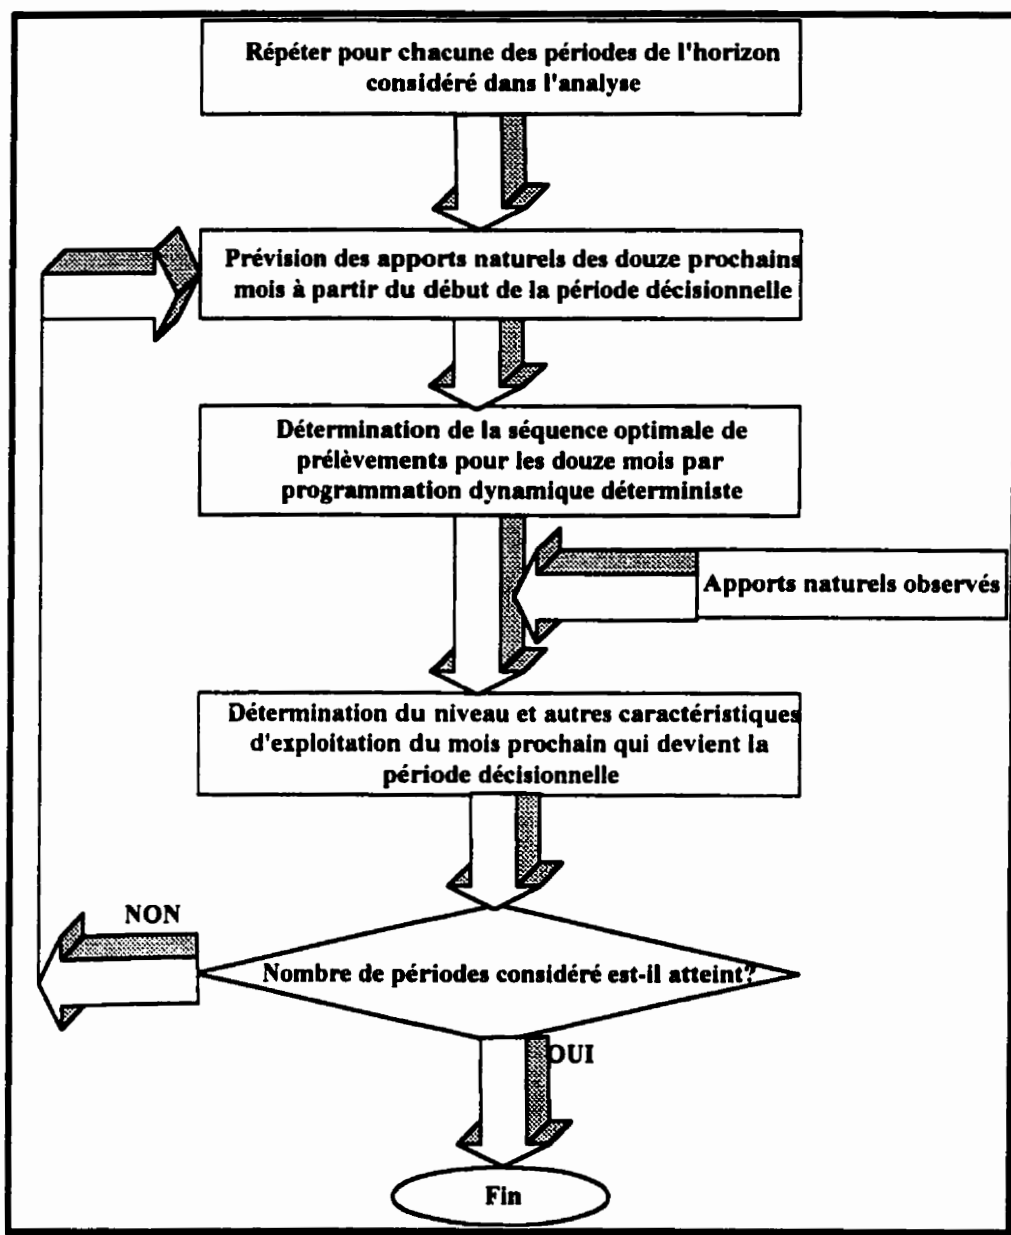 Répéter pour chacune des périodes de l'horizon
considéré dans l'analyse
Prévision des apports naturels des douze prochains
mois à partir du début de la période décisionnelle
Détermination de la séquence optimale de
prélèvements pour les douze mois par
programmation dynamique déterministe
Apports naturels observés
Détermination du niveau et autres caractéristiques
d'exploitation du mois prochain qui devient la
période décisionnelle
NON
Nombre de périodes considéré est-il atteint?
OUI
Fin